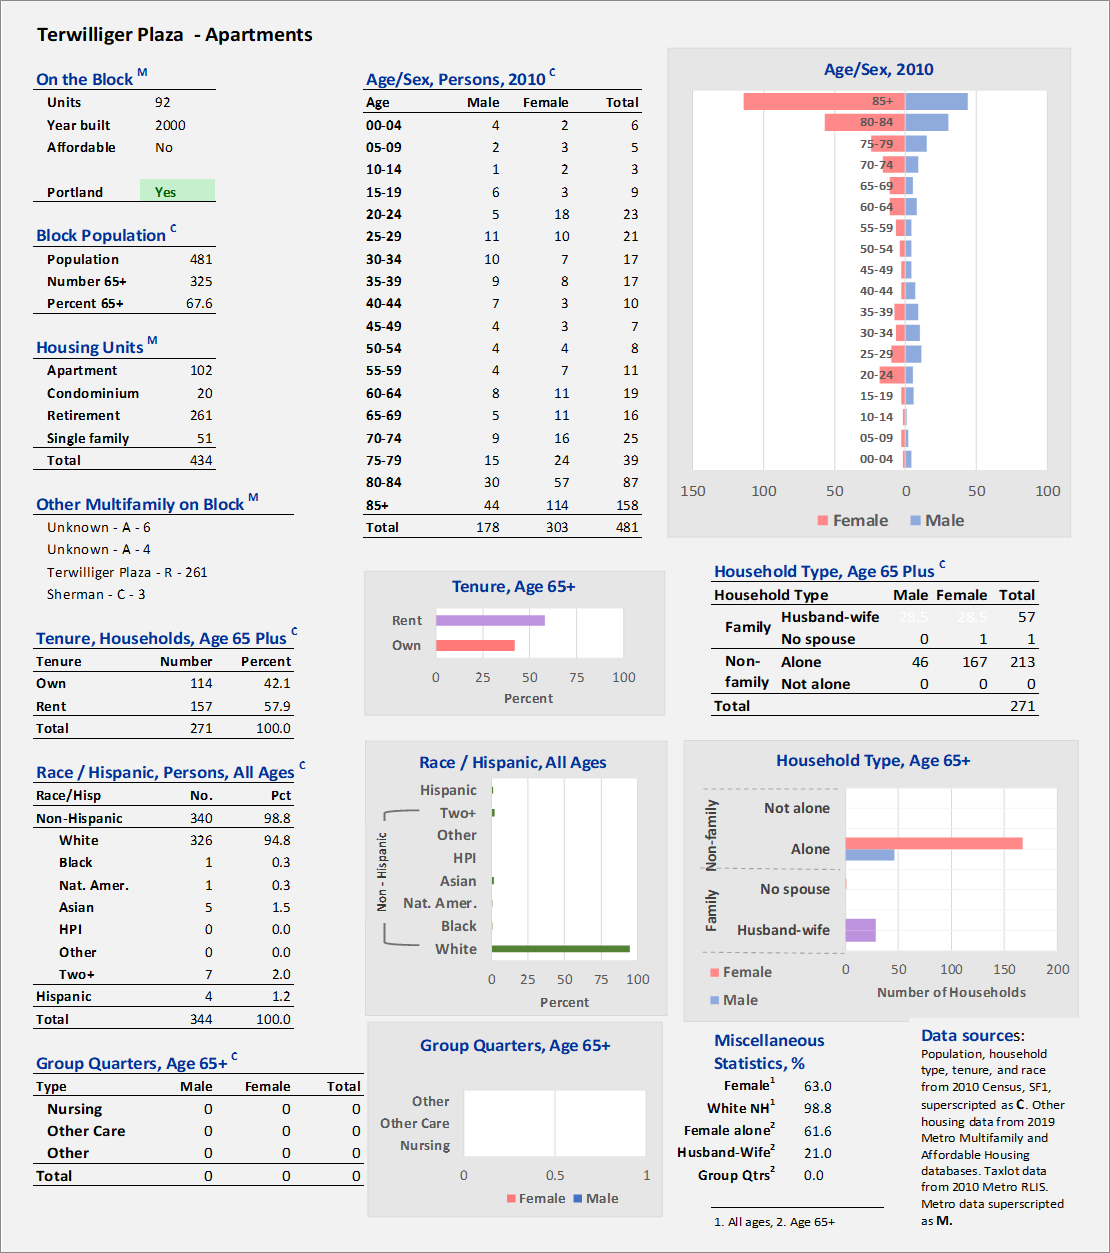 Terwilliger Plaza - Apartments
On the Block M
Units 92
Year built 2000
Affordable No
Portland Yes
Block Population C
Population 481
Number 65+ 325
Percent 65+ 67.6
Housing Units M
Apartment 102
Condominium 20
Retirement 261
Single family 51
Total 434
Other Multifamily on Block M
Unknown - A - 6
Unknown - A - 4
Terwilliger Plaza - R - 261
Sherman - C - 3
Age/Sex, Persons, 2010 C
Age Male Female Total
00-04 4 2 6
05-09 2 3 5
10-14 1 2 3
15-19 6 3 9
20-24 5 18 23
25-29 11 10 21
30-34 10 7 17
35-39 9 8 17
40-44 7 3 10
45-49 4 3 7
50-54 4 4 8
55-59 4 7 11
60-64 8 11 19
65-69 5 11 16
70-74 9 16 25
75-79 15 24 39
80-84 30 57 87
85+ 44 114 158
Total 178 303 481
Age/Sex, 2010
85+
80-84
75-79
70-74
65-69
60-64
55-59
50-54
45-49
40-44
35-39
30-34
25-29
20-24
15-19
10-14
05-09
00-04
150 100 50 0 50 100
Female Male
Tenure, Households, Age 65 Plus C
Tenure Number Percent
Own 114 42.1
Rent 157 57.9
Total 271 100.0
Tenure, Age 65+
Rent
Own
0 25 50 75 100
Percent
Household Type, Age 65 Plus C
Household Type Male Female Total
Family Husband-wife 28.5 28.5 57
No spouse 0 1 1
Non-family Alone 46 167 213
Not alone 0 0 0
Total 271
Race / Hispanic, Persons, All Ages C
Race/Hisp No. Pct
Non-Hispanic 340 98.8
White 326 94.8
Black 1 0.3
Nat. Amer. 1 0.3
Asian 5 1.5
HPI 0 0.0
Other 0 0.0
Two+ 7 2.0
Hispanic 4 1.2
Total 344 100.0
Race / Hispanic, All Ages
Hispanic
Two+
Other
HPI
Asian
Nat. Amer.
Black
White
Non - Hispanic
0 25 50 75 100
Percent
Household Type, Age 65+
Non-family
Not alone
Alone
Family
No spouse
Husband-wife
0 50 100 150 200
Number of Households
Female
Male
Group Quarters, Age 65+ C
Type Male Female Total
Nursing 0 0 0
Other Care 0 0 0
Other 0 0 0
Total 0 0 0
Group Quarters, Age 65+
Other
Other Care
Nursing
0 0.5 1
Female Male
Miscellaneous
Statistics, %
Female1 63.0
White NH1 98.8
Female alone2 61.6
Husband-Wife2 21.0
Group Qtrs2 0.0
1. All ages, 2. Age 65+
Data sources:
Population, household
type, tenure, and race
from 2010 Census, SF1,
superscripted as C. Other
housing data from 2019
Metro Multifamily and
Affordable Housing
databases. Taxlot data
from 2010 Metro RLIS.
Metro data superscripted
as M.